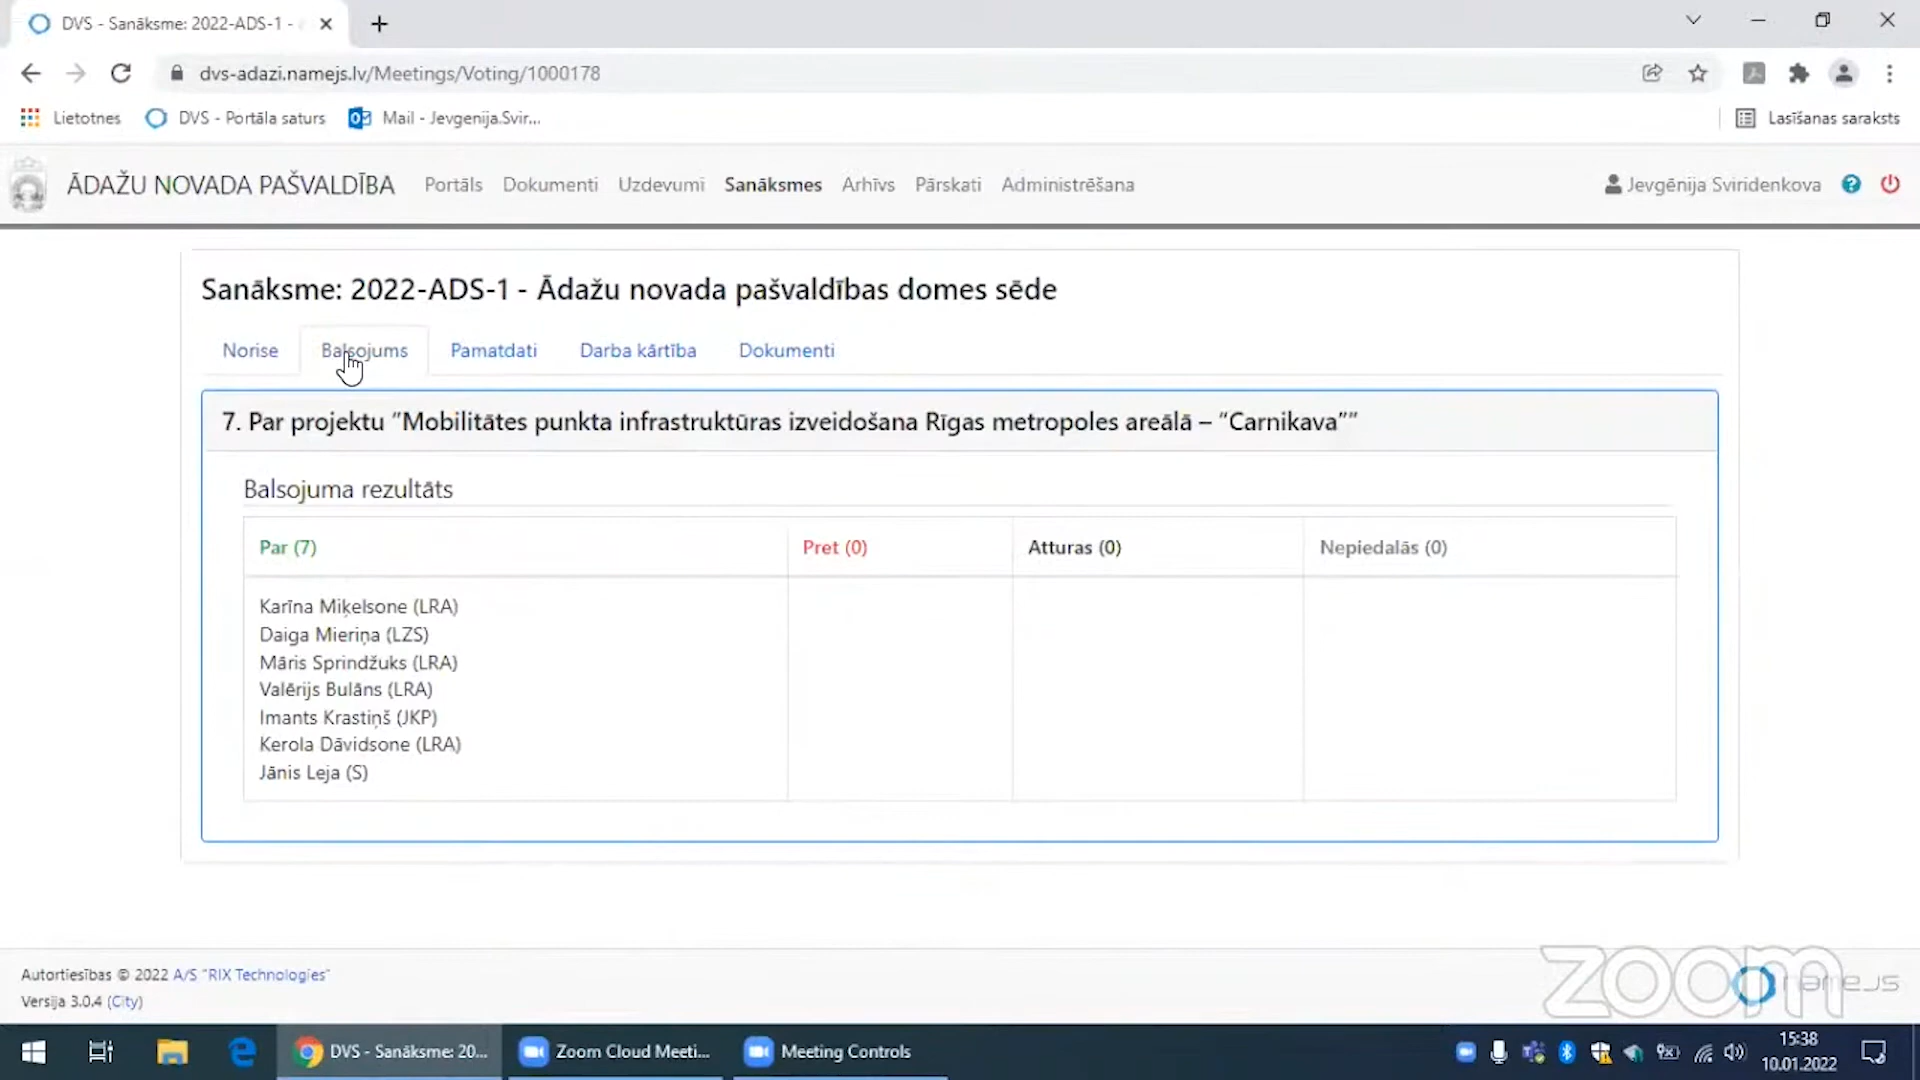 DVS - Sanāksme: 2022-ADS-1 -
dvs-adazi.namejs.lv/Meetings/Voting/1000178
Lietotnes DVS - Portāla saturs Mail - Jevgenija.Svir... Lasīšanas saraksts
ĀDAŽU NOVADA PAŠVALDĪBA Portāls Dokumenti Uzdevumi Sanāksmes Arhīvs Pārskati Administrēšana Jevgēnija Sviridenkova
Sanāksme: 2022-ADS-1 - Ādažu novada pašvaldības domes sēde
Norise Balsojums Pamatdati Darba kārtība Dokumenti
7. Par projektu "Mobilitātes punkta infrastruktūras izveidošana Rīgas metropoles areālā – "Carnikava""
Balsojuma rezultāts
Par (7) Pret (0) Atturas (0) Nepiedalās (0)
Karīna Miķelsone (LRA)
Daiga Mieriņa (LZS)
Māris Sprindžuks (LRA)
Valērijs Bulāns (LRA)
Imants Krastiņš (JKP)
Kerola Dāvidsone (LRA)
Jānis Leja (S)
Autortiesības © 2022 A/S "RIX Technologies"
Versija 3.0.4 (City)
zoom
namejs
DVS - Sanāksme: 20... Zoom Cloud Meeti... Meeting Controls
15:38
10.01.2022